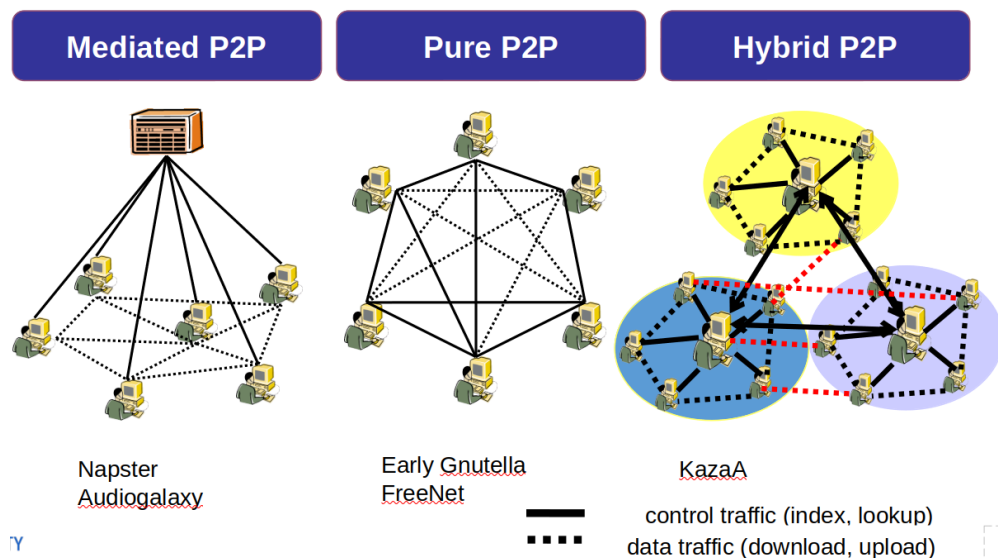 Mediated P2P
Pure P2P
Hybrid P2P
Napster
Audiogalaxy
Early Gnutella
FreeNet
KazaA
control traffic (index, lookup)
data traffic (download, upload)
TY